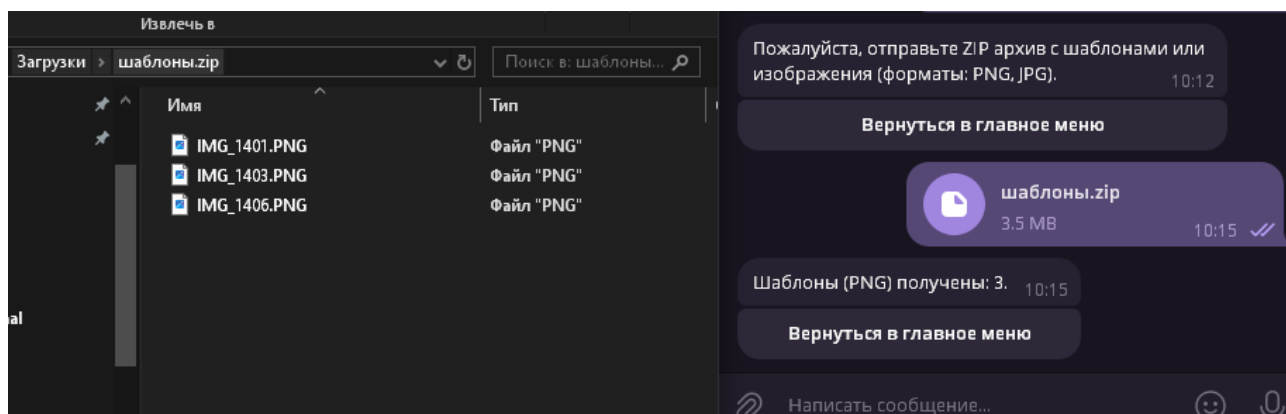 Извлечь в
Загрузки > шаблоны.zip
Поиск в: шаблоны...
Имя
Тип
IMG_1401.PNG
Файл "PNG"
IMG_1403.PNG
Файл "PNG"
IMG_1406.PNG
Файл "PNG"
al
Пожалуйста, отправьте ZIP архив с шаблонами или
изображения (форматы: PNG, JPG).
10:12
Вернуться в главное меню
шаблоны.zip
3.5 MB
10:15
Шаблоны (PNG) получены: 3.
10:15
Вернуться в главное меню
Написать сообщение...